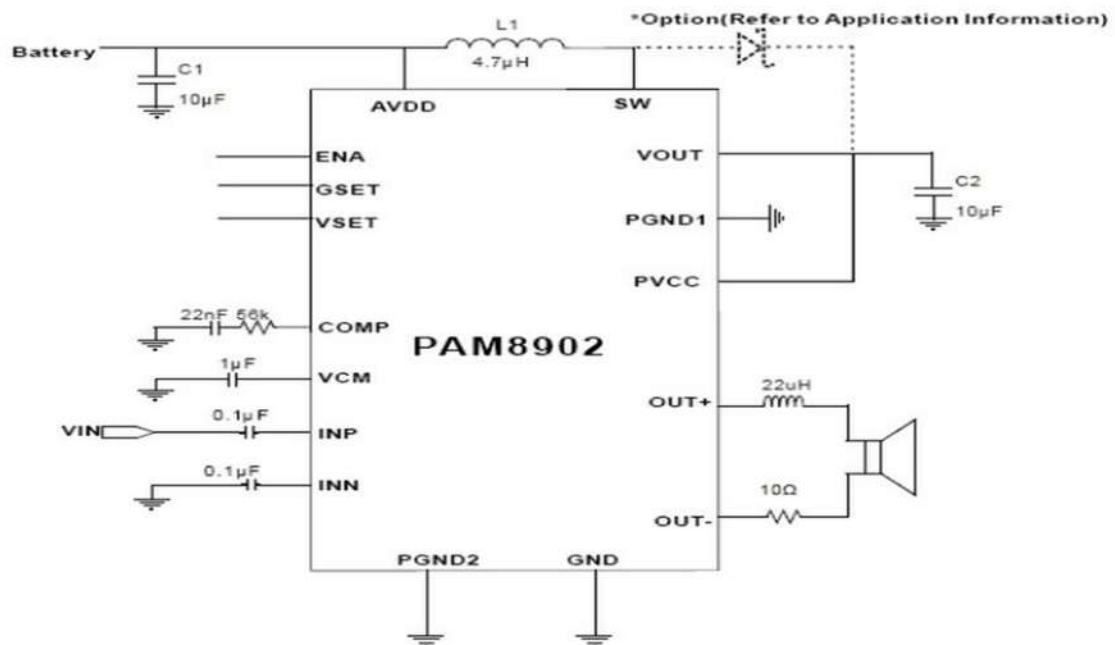 L1
*Option(Refer to Application Information)
Battery
C1
4.7µH
10µF
AVDD
SW
ENA
VOUT
GSET
C2
VSET
PGND1
10µF
PVCC
22nF 56k
COMP
PAM8902
1µF
VCM
22uH
OUT+
0.1µF
VIN
INP
0.1µF
INN
10Ω
OUT-
PGND2
GND